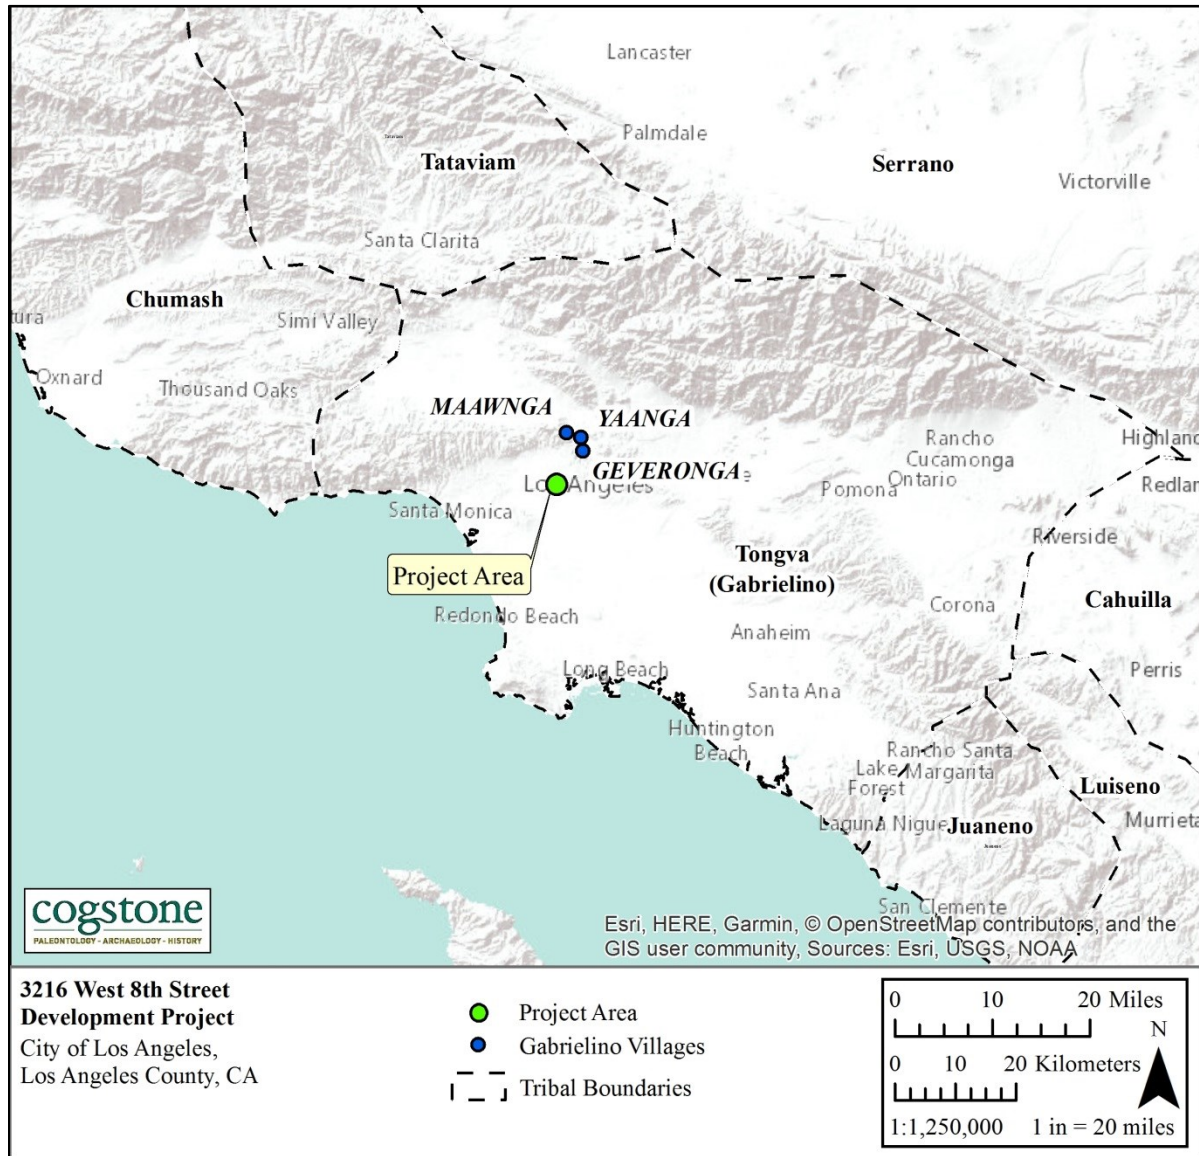 Lancaster
Palmdale
Tataviam
Tataviam
Serrano
Victorville
Santa Clarita
Chumash
tura
Simi Valley
Oxnard
Thousand Oaks
MAAWNGA
YAANGA
GEVERONGA
Los Angeles
e
Rancho
Cucamonga
Highland
Pomona
Ontario
Redlan
Santa Monica
Riverside
Project Area
Tongva
(Gabrielino)
Cahuilla
Redondo Beach
Corona
Anaheim
Long Beach
Perris
Santa Ana
Huntington
Beach
Rancho Santa
Margarita
Lake
Forest
Luiseno
Laguna Nigue
Juaneno
Murrieta
San Clemente
cogstone
PALEONTOLOGY - ARCHAEOLOGY - HISTORY
Esri, HERE, Garmin, © OpenStreetMap contributors, and the
GIS user community, Sources: Esri, USGS, NOAA
3216 West 8th Street
Development Project
City of Los Angeles,
Los Angeles County, CA
Project Area
Gabrielino Villages
Tribal Boundaries
0 10 20 Miles
N
0 10 20 Kilometers
1:1,250,000 1 in = 20 miles